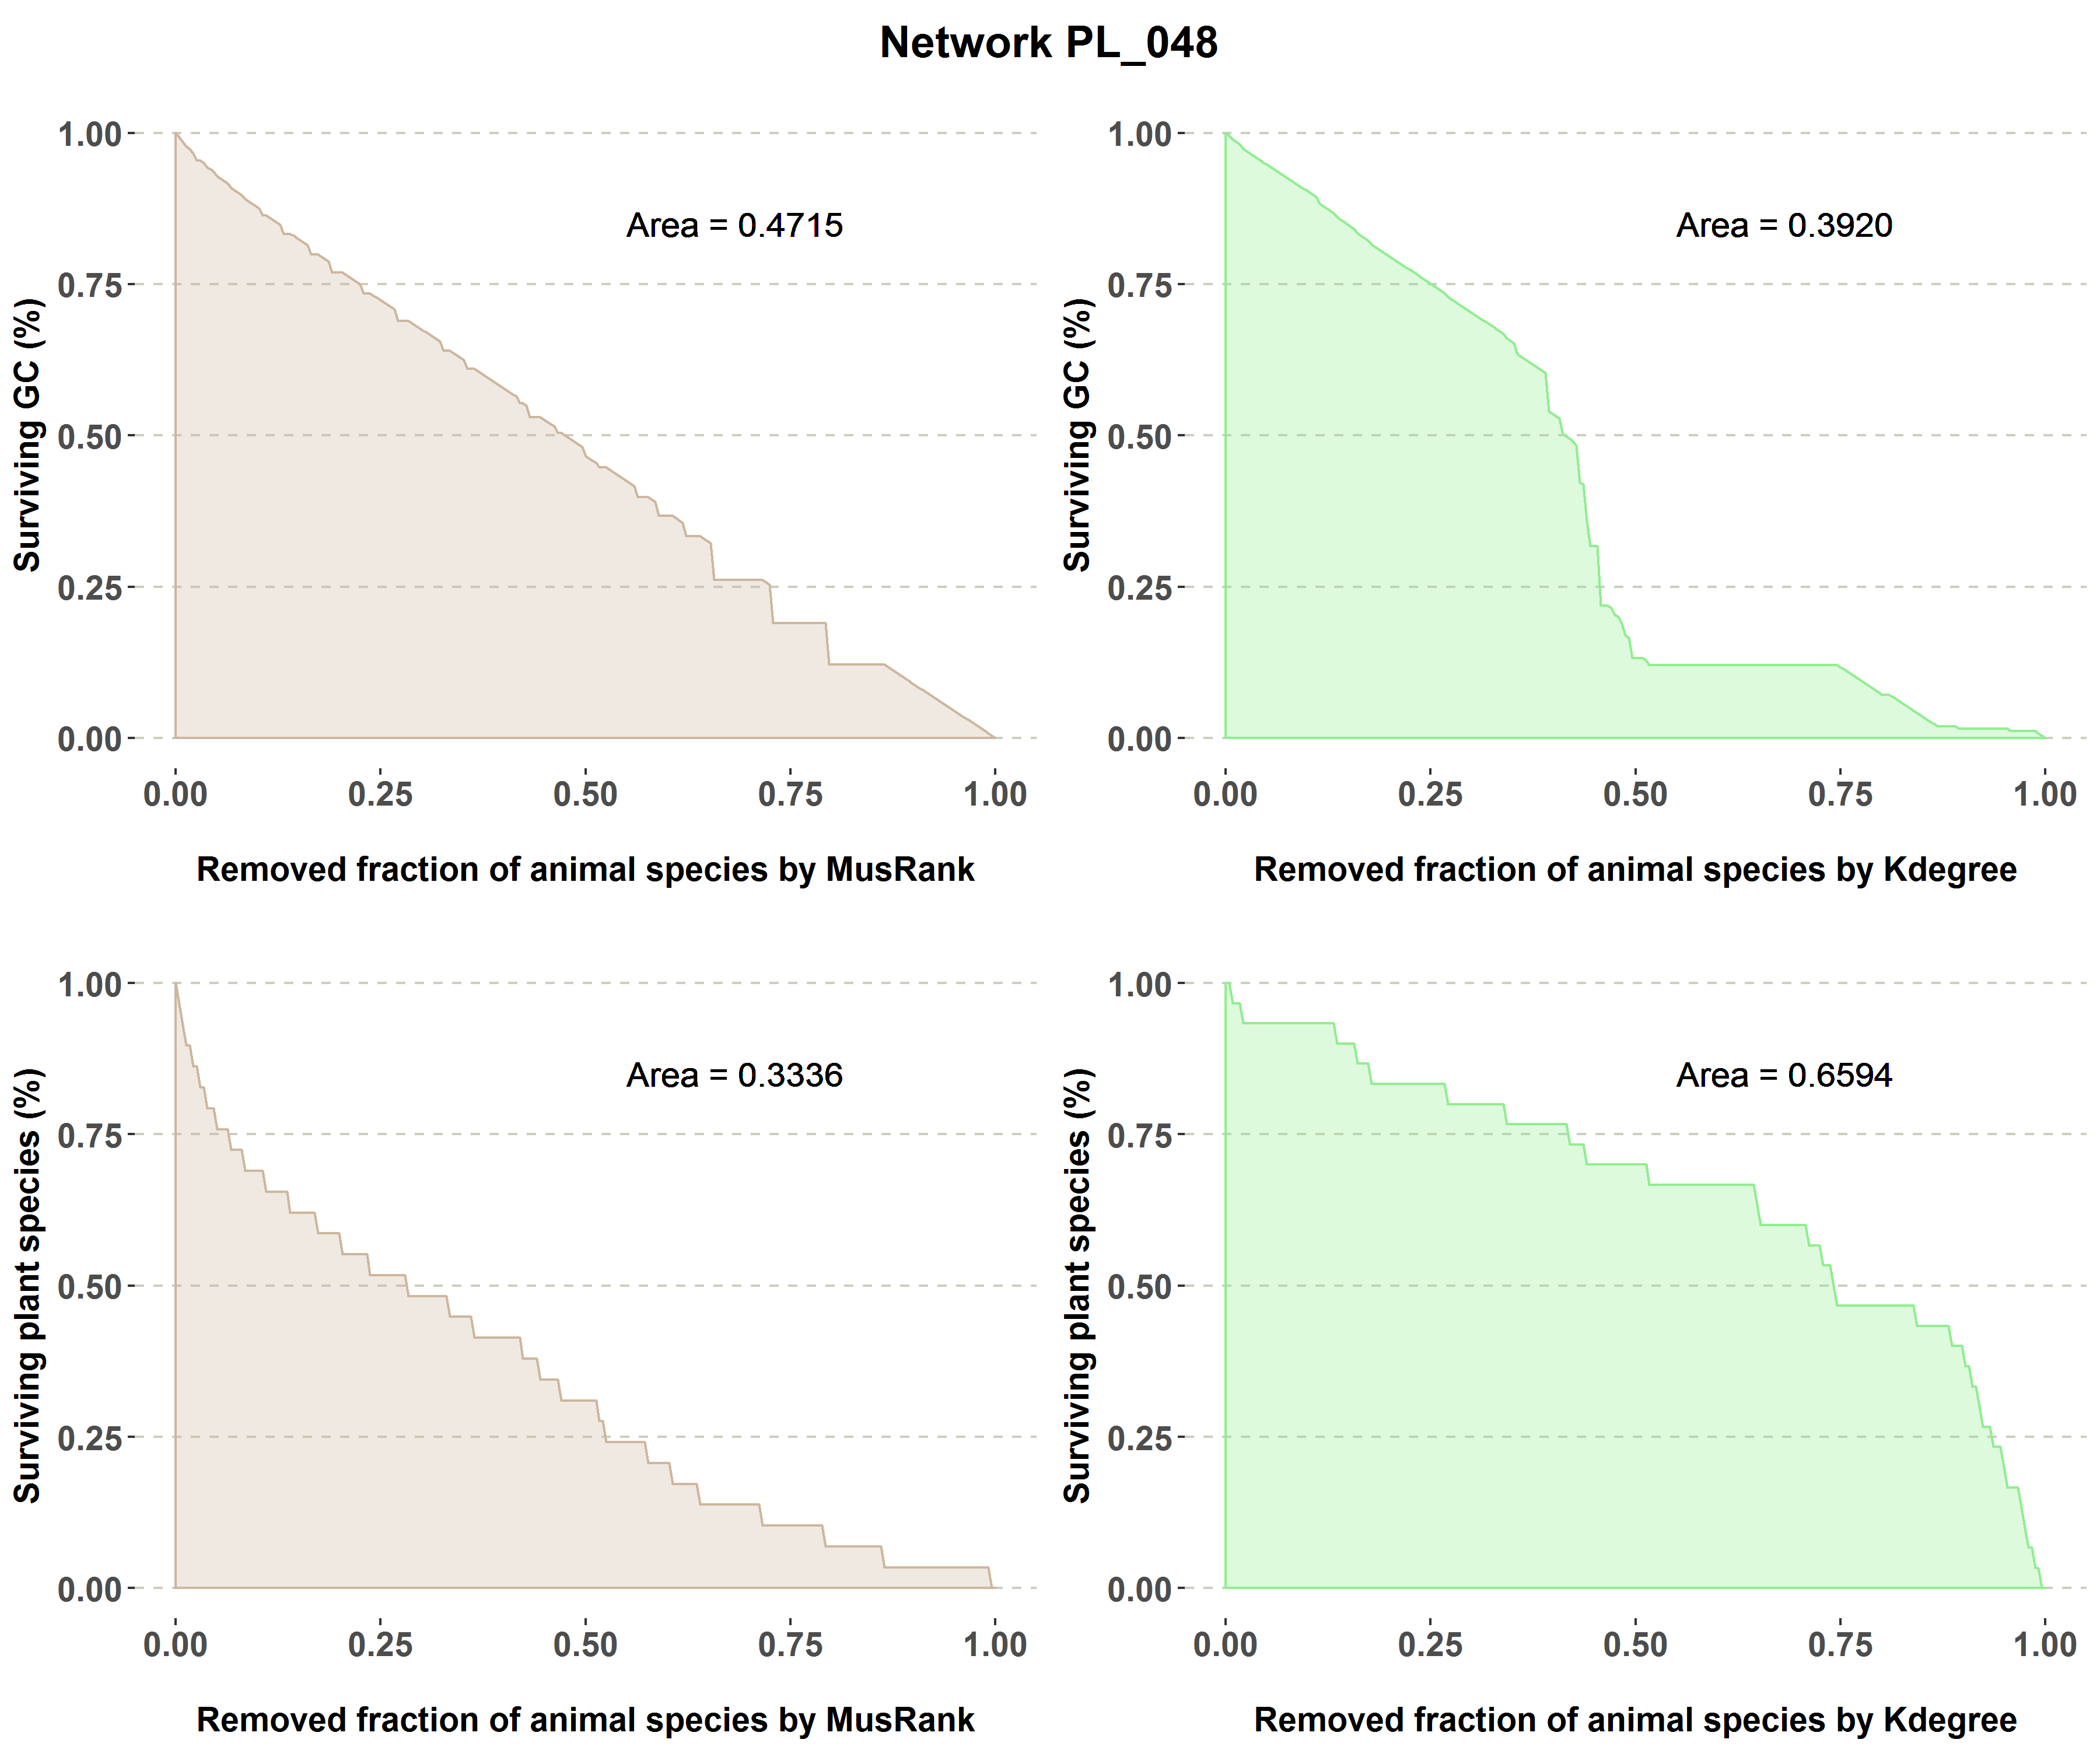 Network PL_048
Surviving GC (%)
1.00
0.75
0.50
0.25
0.00
Area = 0.4715
0.00 0.25 0.50 0.75 1.00
Removed fraction of animal species by MusRank
Surviving GC (%)
1.00
0.75
0.50
0.25
0.00
Area = 0.3920
0.00 0.25 0.50 0.75 1.00
Removed fraction of animal species by Kdegree
Surviving plant species (%)
1.00
0.75
0.50
0.25
0.00
Area = 0.3336
0.00 0.25 0.50 0.75 1.00
Removed fraction of animal species by MusRank
Surviving plant species (%)
1.00
0.75
0.50
0.25
0.00
Area = 0.6594
0.00 0.25 0.50 0.75 1.00
Removed fraction of animal species by Kdegree